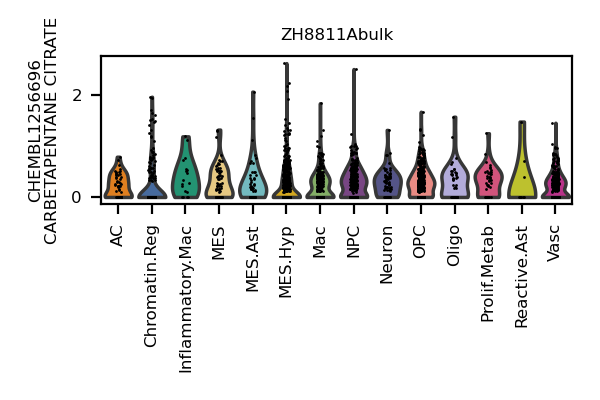 ZH8811Abulk
CHEMBL1256696
CARBETAPENTANE CITRATE
2
0
AC
Chromatin.Reg
Inflammatory.Mac
MES
MES.Ast
MES.Hyp
Mac
NPC
Neuron
OPC
Oligo
Prolif.Metab
Reactive.Ast
Vasc